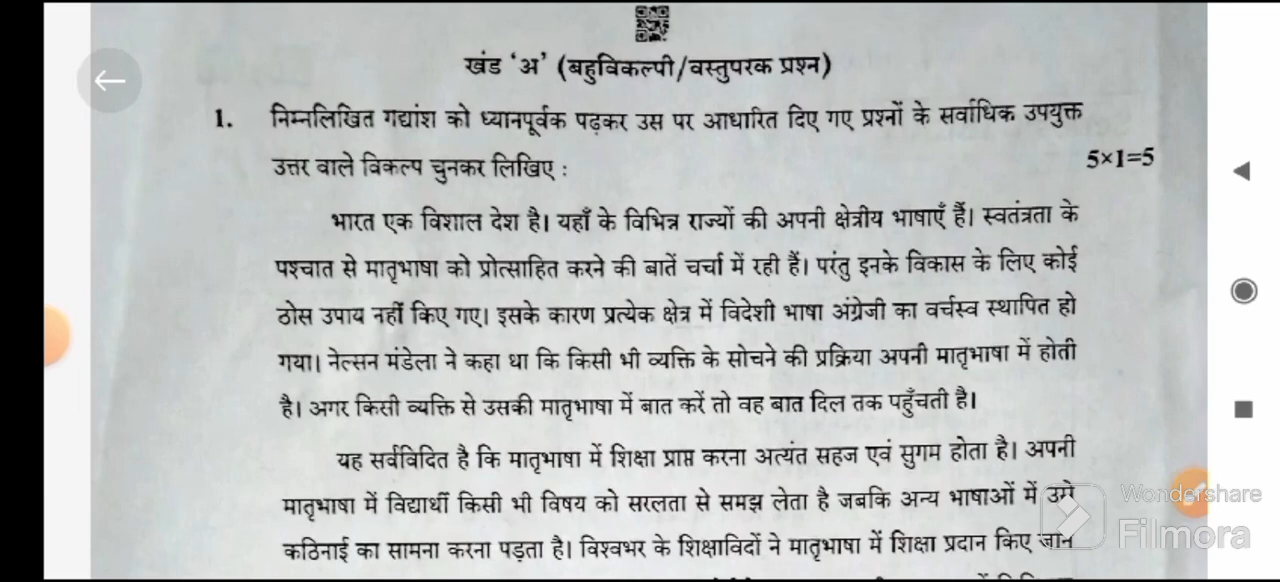 खंड ‘अ’ (बहुविकल्पी/वस्तुपरक प्रश्न)
1. निम्नलिखित गद्यांश को ध्यानपूर्वक पढ़कर उस पर आधारित दिए गए प्रश्नों के सर्वाधिक उपयुक्त
उत्तर वाले विकल्प चुनकर लिखिए : 5×1=5
भारत एक विशाल देश है। यहाँ के विभिन्न राज्यों की अपनी क्षेत्रीय भाषाएँ हैं। स्वतंत्रता के
पश्चात से मातृभाषा को प्रोत्साहित करने की बातें चर्चा में रही हैं। परंतु इनके विकास के लिए कोई
ठोस उपाय नहीं किए गए। इसके कारण प्रत्येक क्षेत्र में विदेशी भाषा अंग्रेजी का वर्चस्व स्थापित हो
गया। नेल्सन मंडेला ने कहा था कि किसी भी व्यक्ति के सोचने की प्रक्रिया अपनी मातृभाषा में होती
है। अगर किसी व्यक्ति से उसकी मातृभाषा में बात करें तो वह बात दिल तक पहुँचती है।
यह सर्वविदित है कि मातृभाषा में शिक्षा प्राप्त करना अत्यंत सहज एवं सुगम होता है। अपनी
मातृभाषा में विद्यार्थी किसी भी विषय को सरलता से समझ लेता है जबकि अन्य भाषाओं में उसे
कठिनाई का सामना करना पड़ता है। विश्वभर के शिक्षाविदों ने मातृभाषा में शिक्षा प्रदान किए जाने
Wondershare
Filmora